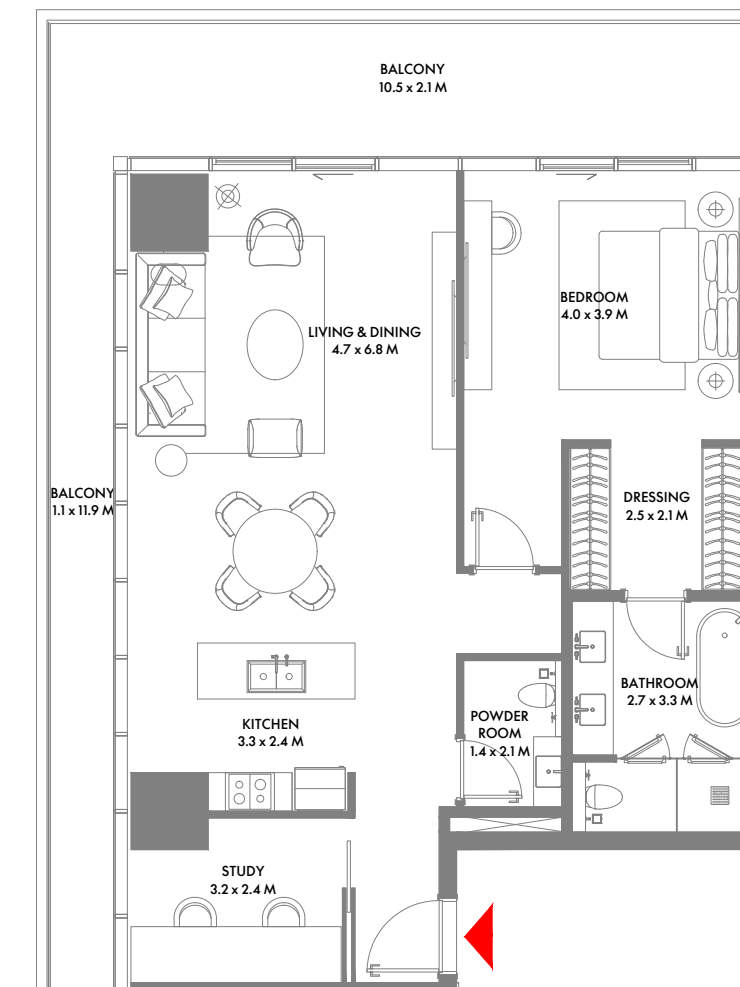 BALCONY
10.5 x 2.1 M
LIVING & DINING
4.7 x 6.8 M
BEDROOM
4.0 x 3.9 M
BALCONY
1.1 x 11.9 M
DRESSING
2.5 x 2.1 M
BATHROOM
2.7 x 3.3 M
KITCHEN
3.3 x 2.4 M
POWDER
ROOM
1.4 x 2.1 M
STUDY
3.2 x 2.4 M